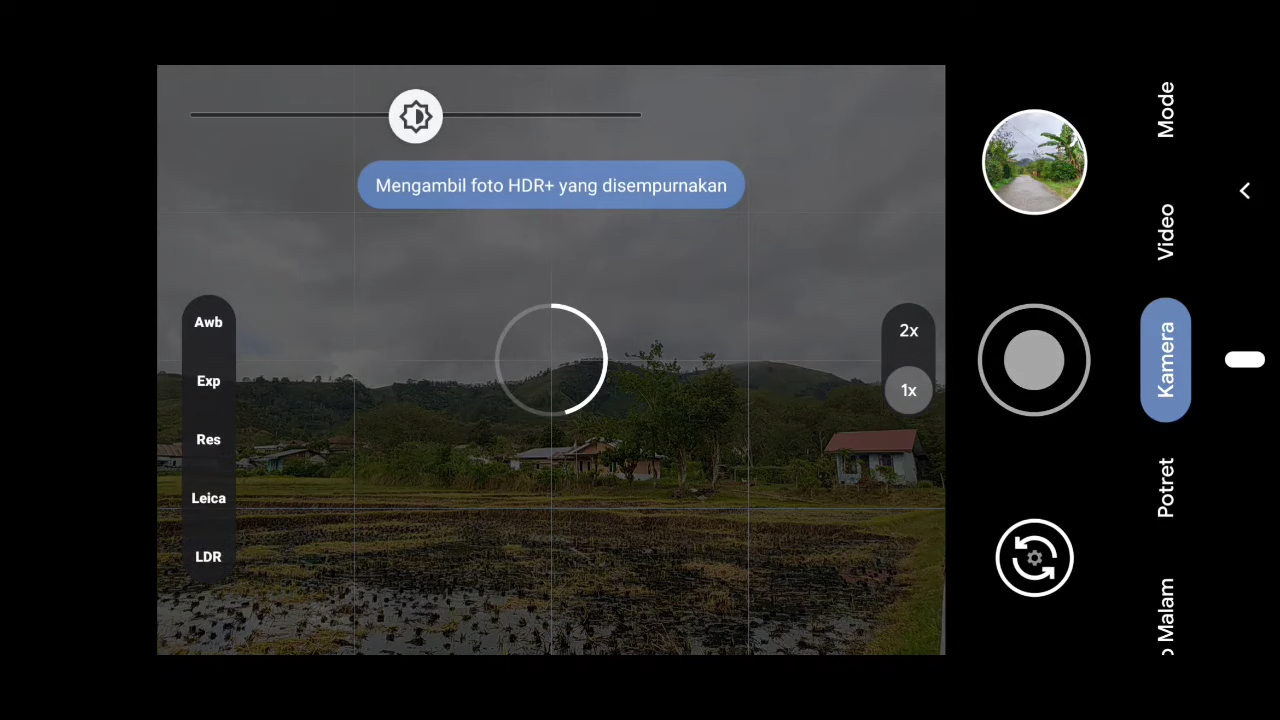 Mengambil foto HDR+ yang disempurnakan
Awb
Exp
Res
Leica
LDR
2x
1x
Mode
Video
Kamera
Potret
o Malam